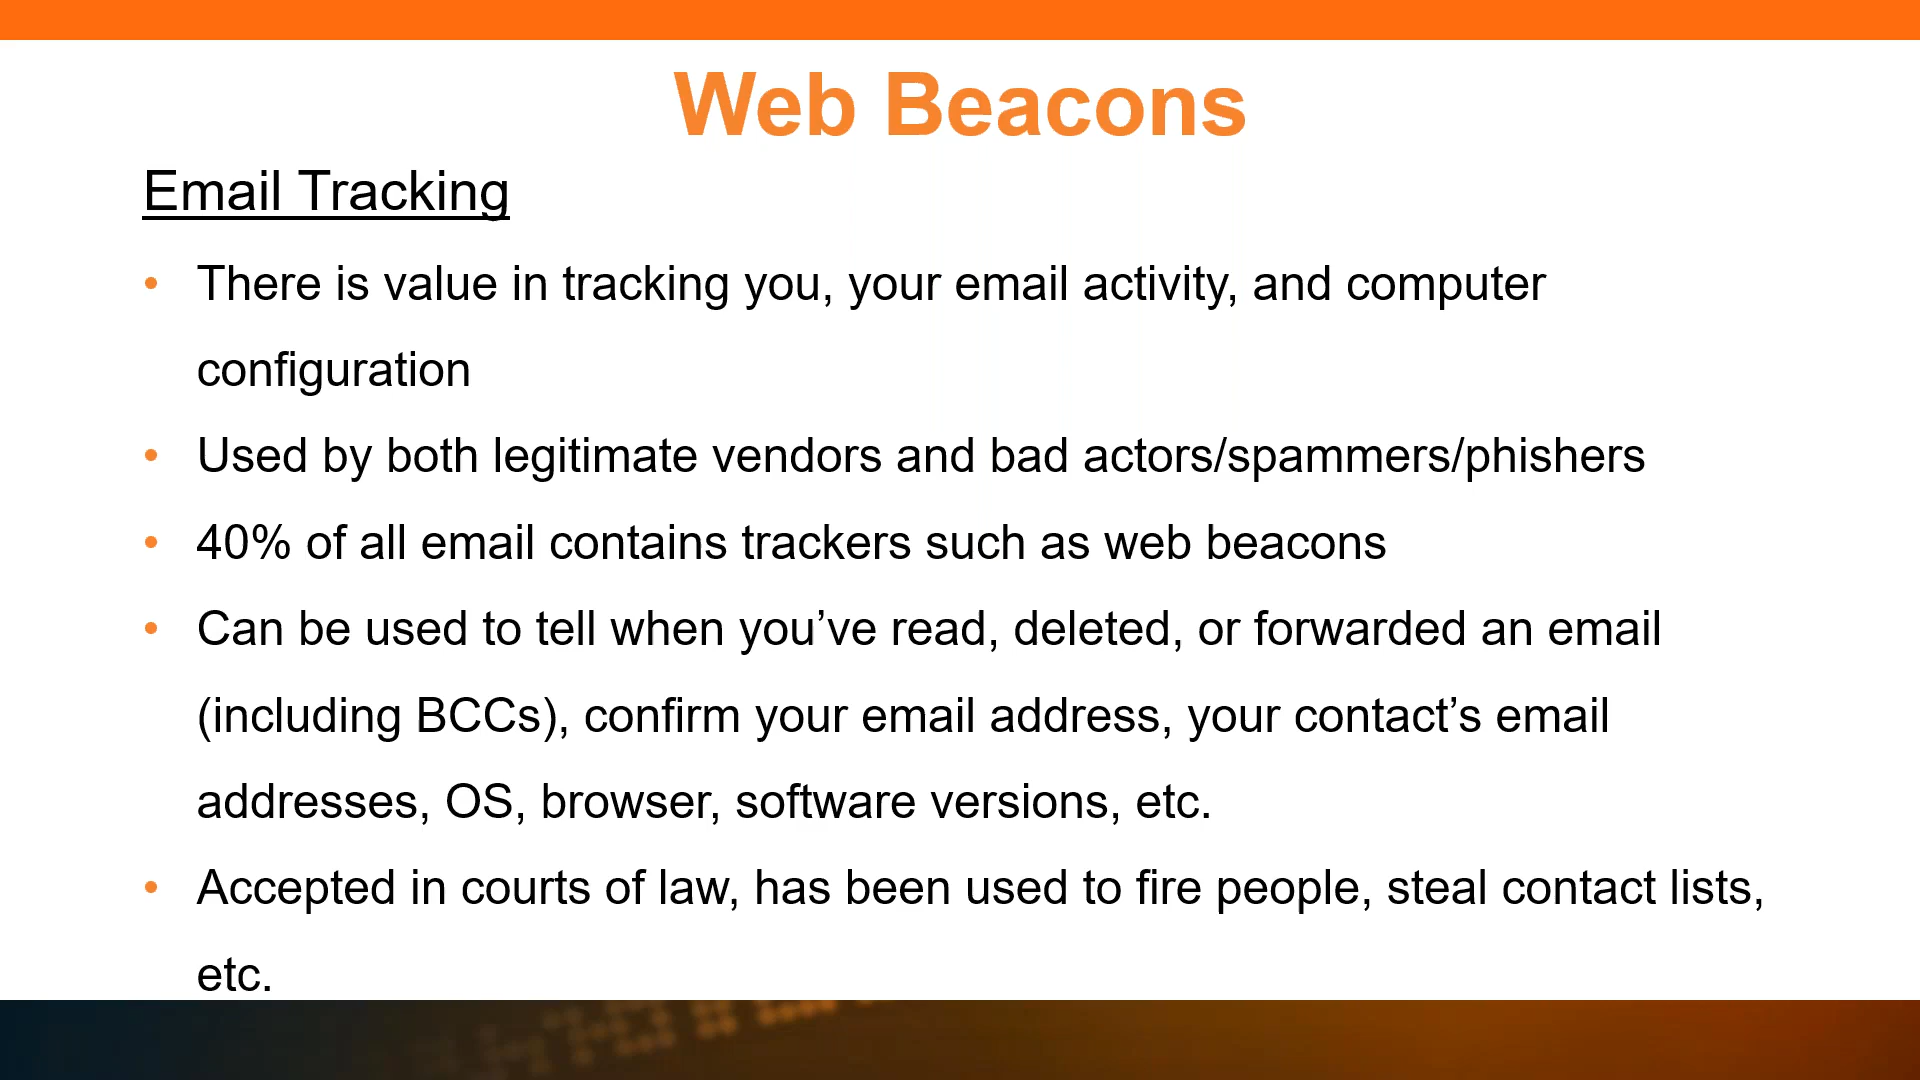 Web Beacons
Email Tracking
• There is value in tracking you, your email activity, and computer
configuration
• Used by both legitimate vendors and bad actors/spammers/phishers
• 40% of all email contains trackers such as web beacons
• Can be used to tell when you’ve read, deleted, or forwarded an email
(including BCCs), confirm your email address, your contact’s email
addresses, OS, browser, software versions, etc.
• Accepted in courts of law, has been used to fire people, steal contact lists,
etc.